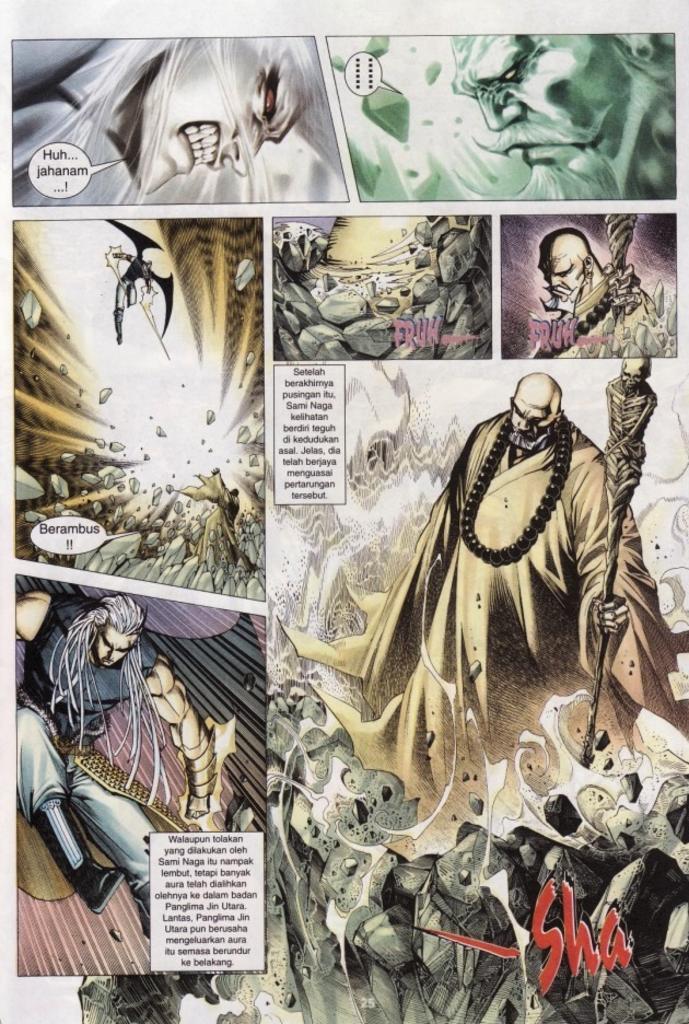 Huh...
jahanam
...!
Berambus
!!
FRUH
FRUH
Setelah
berakhirnya
pusingan itu,
Sami Naga
kelihatan
berdiri teguh
di kedudukan
asal. Jelas, dia
telah berjaya
menguasai
pertarungan
tersebut.
Walaupun tolakan
yang dilakukan oleh
Sami Naga itu nampak
lembut, tetapi banyak
aura telah dialihkan
olehnya ke dalam badan
Panglima Jin Utara.
Lantas, Panglima Jin
Utara pun berusaha
mengeluarkan aura
itu semasa berundur
ke belakang.
Sha
25